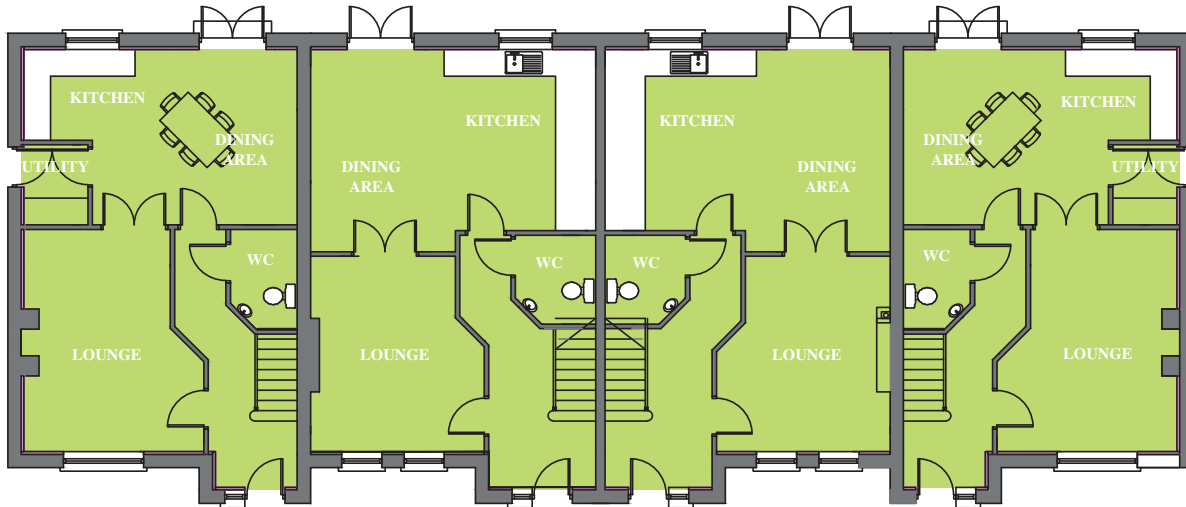 KITCHEN
DINING
AREA
UTILITY
WC
LOUNGE
KITCHEN
DINING
AREA
WC
LOUNGE
KITCHEN
DINING
AREA
WC
LOUNGE
KITCHEN
DINING
AREA
UTILITY
WC
LOUNGE